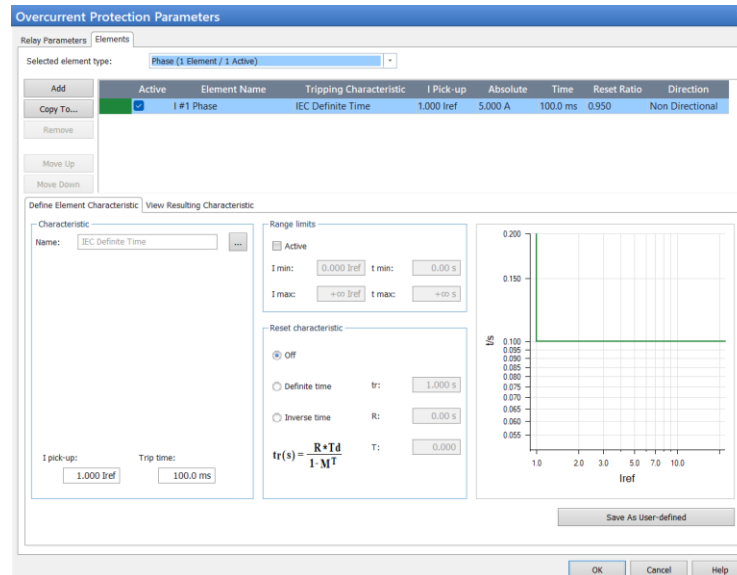 Overcurrent Protection Parameters
Relay Parameters Elements
Selected element type: Phase (1 Element / 1 Active)
Add
Copy To...
Remove
Move Up
Move Down
Active Element Name Tripping Characteristic I Pick-up Absolute Time Reset Ratio Direction
I #1 Phase IEC Definite Time 1.000 Iref 5.000 A 100.0 ms 0.950 Non Directional
Define Element Characteristic View Resulting Characteristic
Characteristic
Name: IEC Definite Time ...
I pick-up: Trip time:
1.000 Iref 100.0 ms
Range limits
Active
I min: 0.000 Iref t min: 0.00 s
I max: +∞ Iref t max: +∞ s
Reset characteristic
Off
Definite time tr: 1.000 s
Inverse time R: 0.00 s
T: 0.000
tr(s) = R*Td
1- M^T
t/s
0.200
0.150
0.100
0.095
0.090
0.085
0.080
0.075
0.070
0.065
0.060
0.055
1.0 2.0 3.0 5.0 7.0 10.0
Iref
Save As User-defined
OK Cancel Help